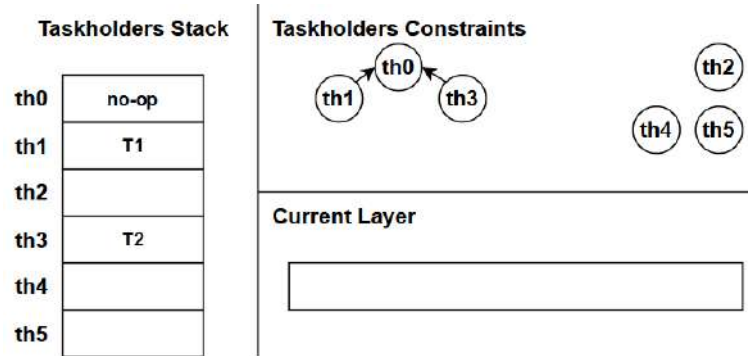 Taskholders Stack
th0 no-op
th1 T1
th2
th3 T2
th4
th5
Taskholders Constraints
th0
th1 th3
th2
th4 th5
Current Layer